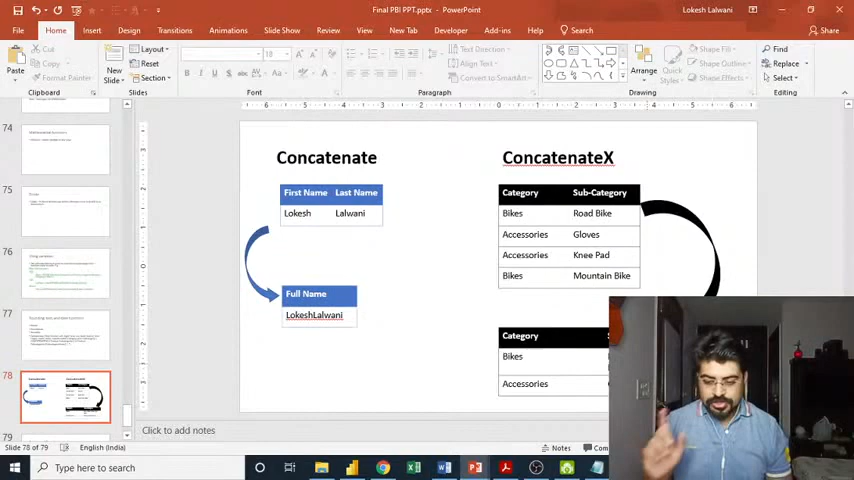 Final PBI PPT.pptx - PowerPoint
Lokesh Lalwani
File Home Insert Draw Design Transitions Animations Slide Show Review View New Tab Developer Add-ins Help Search Share
Paste
Cut
Copy
Format Painter
Clipboard
New
Slide
Layout
Reset
Section
Slides
18
Font
Text Direction
Align Text
Convert to SmartArt
Paragraph
Arrange
Quick
Styles
Shape Fill
Shape Outline
Shape Effects
Drawing
Find
Replace
Select
Editing
74
75
76
77
78
79
Concatenate
First Name Last Name
Lokesh Lalwani
Full Name
LokeshLalwani
ConcatenateX
Category Sub-Category
Bikes Road Bike
Accessories Gloves
Accessories Knee Pad
Bikes Mountain Bike
Category
Bikes
Accessories
Click to add notes
Slide 78 of 79 English (India) Notes
Type here to search